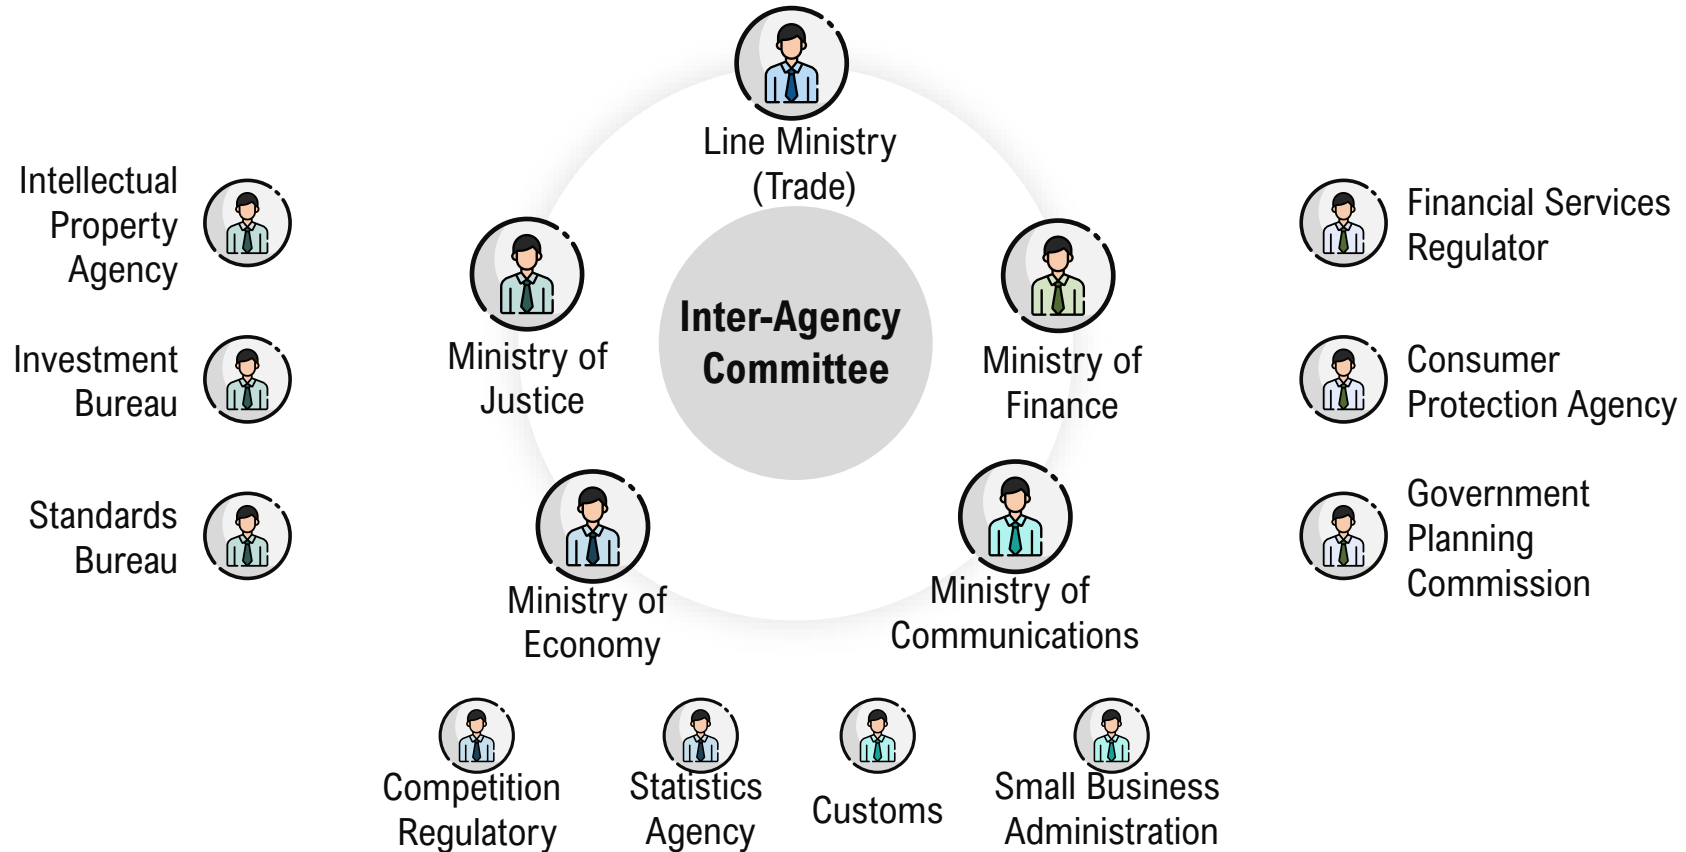 Line Ministry
(Trade)
Intellectual
Property
Agency
Investment
Bureau
Standards
Bureau
Ministry of
Justice
Inter-Agency
Committee
Ministry of
Finance
Ministry of
Economy
Ministry of
Communications
Financial Services
Regulator
Consumer
Protection Agency
Government
Planning
Commission
Competition
Regulatory
Statistics
Agency
Customs
Small Business
Administration